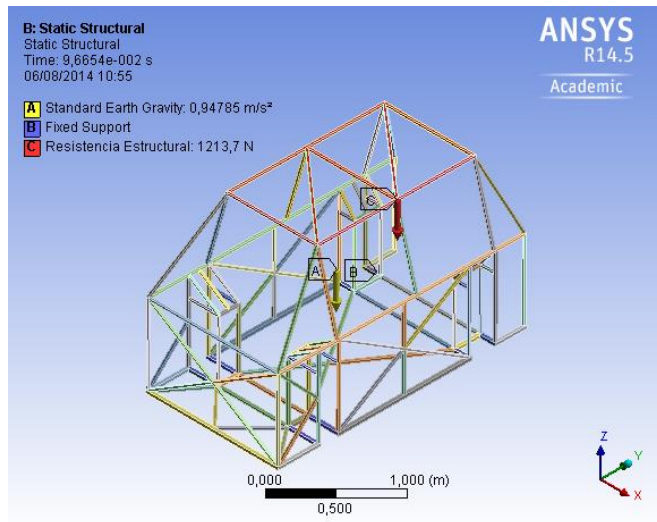 B: Static Structural
Static Structural
Time: 9,6654e-002 s
06/08/2014 10:55
A Standard Earth Gravity: 0,94785 m/s²
B Fixed Support
C Resistencia Estructural: 1213,7 N
ANSYS
R14.5
Academic
C
A
B
0,000
1,000 (m)
0,500
Z
Y
X